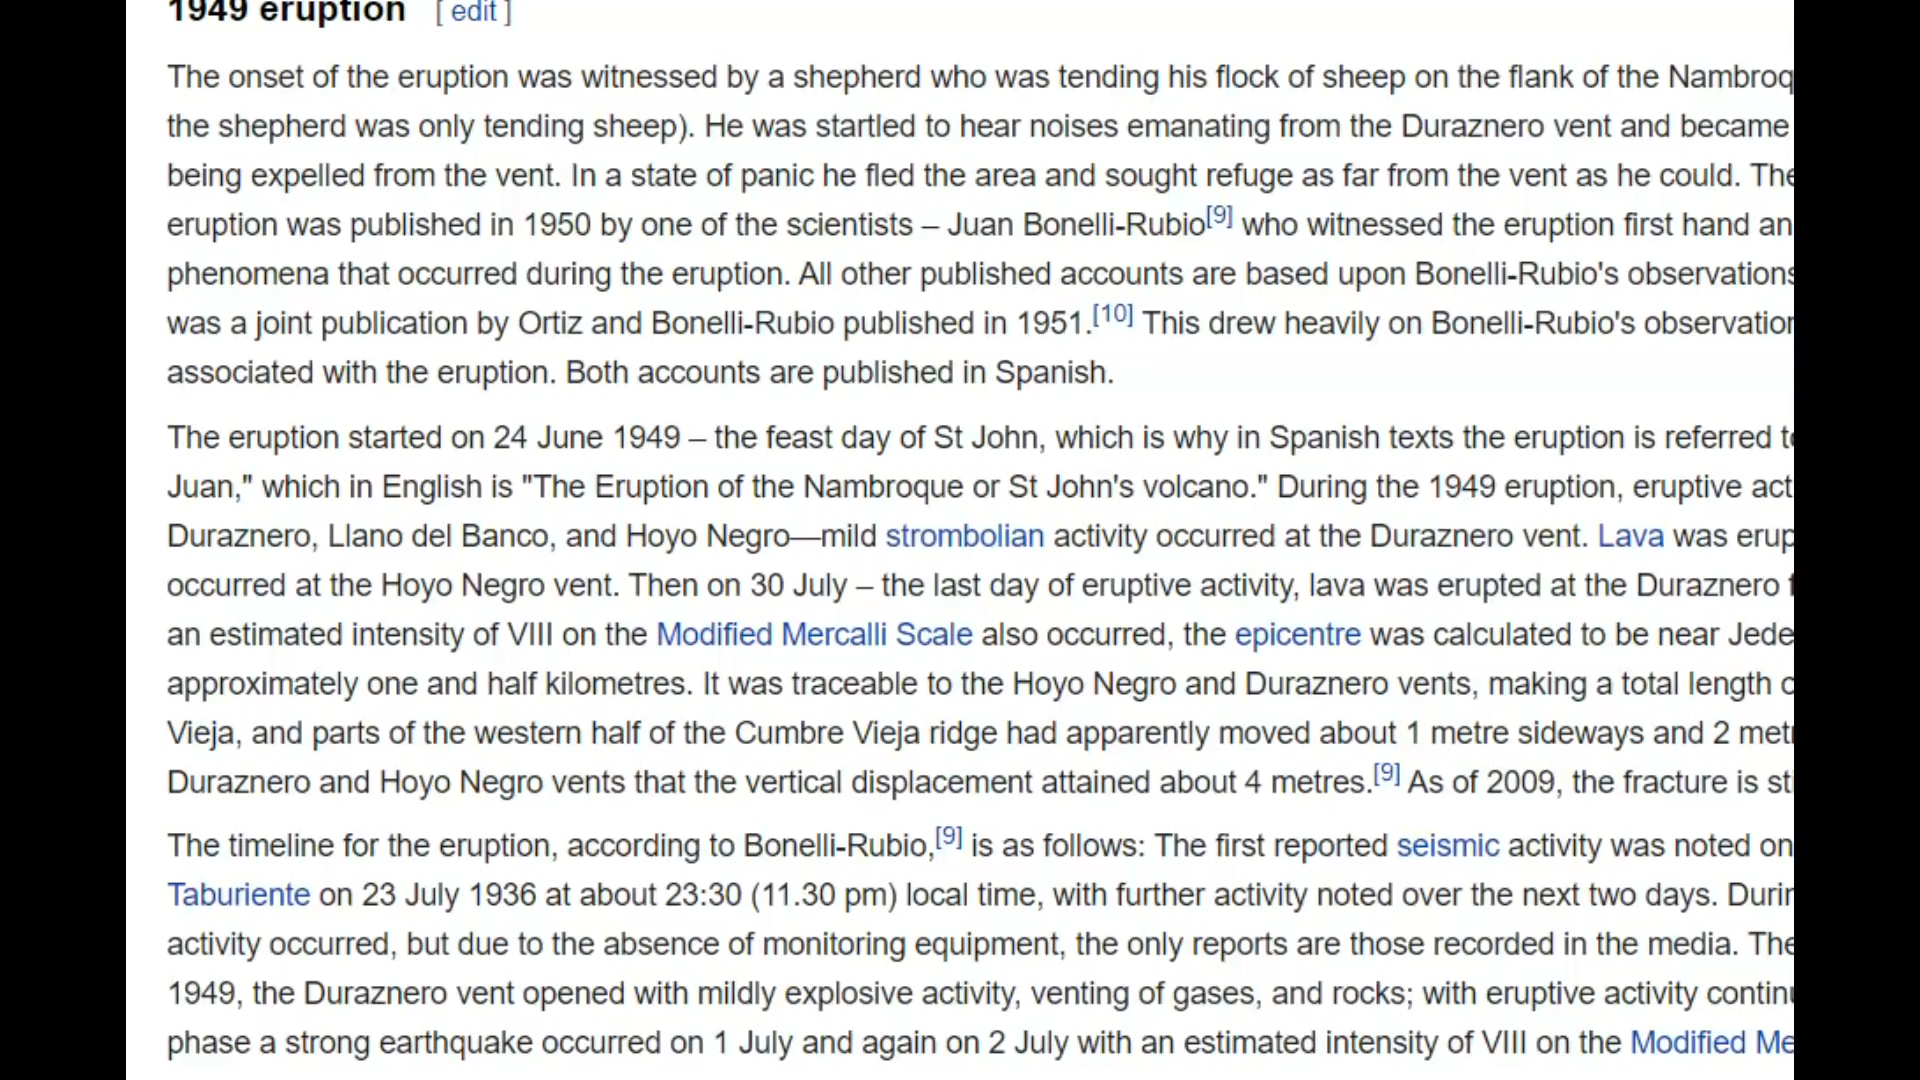 1949 eruption [ edit ]
The onset of the eruption was witnessed by a shepherd who was tending his flock of sheep on the flank of the Nambroq
the shepherd was only tending sheep). He was startled to hear noises emanating from the Duraznero vent and became
being expelled from the vent. In a state of panic he fled the area and sought refuge as far from the vent as he could. The
eruption was published in 1950 by one of the scientists – Juan Bonelli-Rubio[9] who witnessed the eruption first hand an
phenomena that occurred during the eruption. All other published accounts are based upon Bonelli-Rubio's observations
was a joint publication by Ortiz and Bonelli-Rubio published in 1951.[10] This drew heavily on Bonelli-Rubio's observation
associated with the eruption. Both accounts are published in Spanish.
The eruption started on 24 June 1949 – the feast day of St John, which is why in Spanish texts the eruption is referred to
Juan," which in English is "The Eruption of the Nambroque or St John's volcano." During the 1949 eruption, eruptive act
Duraznero, Llano del Banco, and Hoyo Negro—mild strombolian activity occurred at the Duraznero vent. Lava was erup
occurred at the Hoyo Negro vent. Then on 30 July – the last day of eruptive activity, lava was erupted at the Duraznero
an estimated intensity of VIII on the Modified Mercalli Scale also occurred, the epicentre was calculated to be near Jede
approximately one and half kilometres. It was traceable to the Hoyo Negro and Duraznero vents, making a total length
Vieja, and parts of the western half of the Cumbre Vieja ridge had apparently moved about 1 metre sideways and 2 met
Duraznero and Hoyo Negro vents that the vertical displacement attained about 4 metres.[9] As of 2009, the fracture is sti
The timeline for the eruption, according to Bonelli-Rubio,[9] is as follows: The first reported seismic activity was noted on
Taburiente on 23 July 1936 at about 23:30 (11.30 pm) local time, with further activity noted over the next two days. Durin
activity occurred, but due to the absence of monitoring equipment, the only reports are those recorded in the media. The
1949, the Duraznero vent opened with mildly explosive activity, venting of gases, and rocks; with eruptive activity contin
phase a strong earthquake occurred on 1 July and again on 2 July with an estimated intensity of VIII on the Modified Me